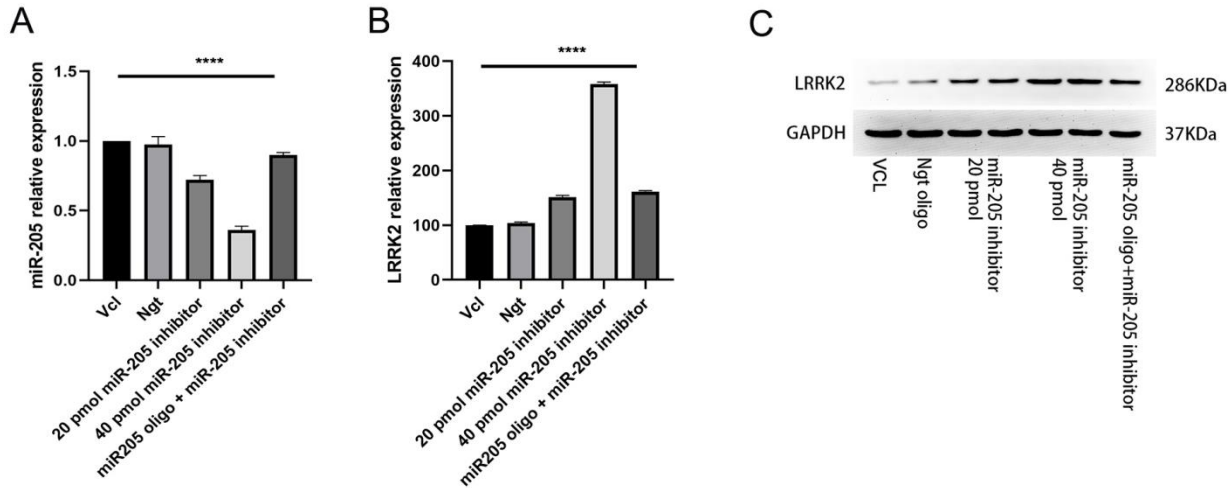 A
miR-205 relative expression
1.5
1.0
0.5
0.0
****
Vcl
Ngt
20 pmol miR-205 inhibitor
40 pmol miR-205 inhibitor
miR205 oligo + miR-205 inhibitor
B
LRRK2 relative expression
400
300
200
100
0
****
Vcl
Ngt
20 pmol miR-205 inhibitor
40 pmol miR-205 inhibitor
miR205 oligo + miR-205 inhibitor
C
LRRK2
286KDa
GAPDH
37KDa
VCL
Ngt oligo
miR-205 inhibitor
20 pmol
miR-205 inhibitor
40 pmol
miR-205 oligo+miR-205 inhibitor